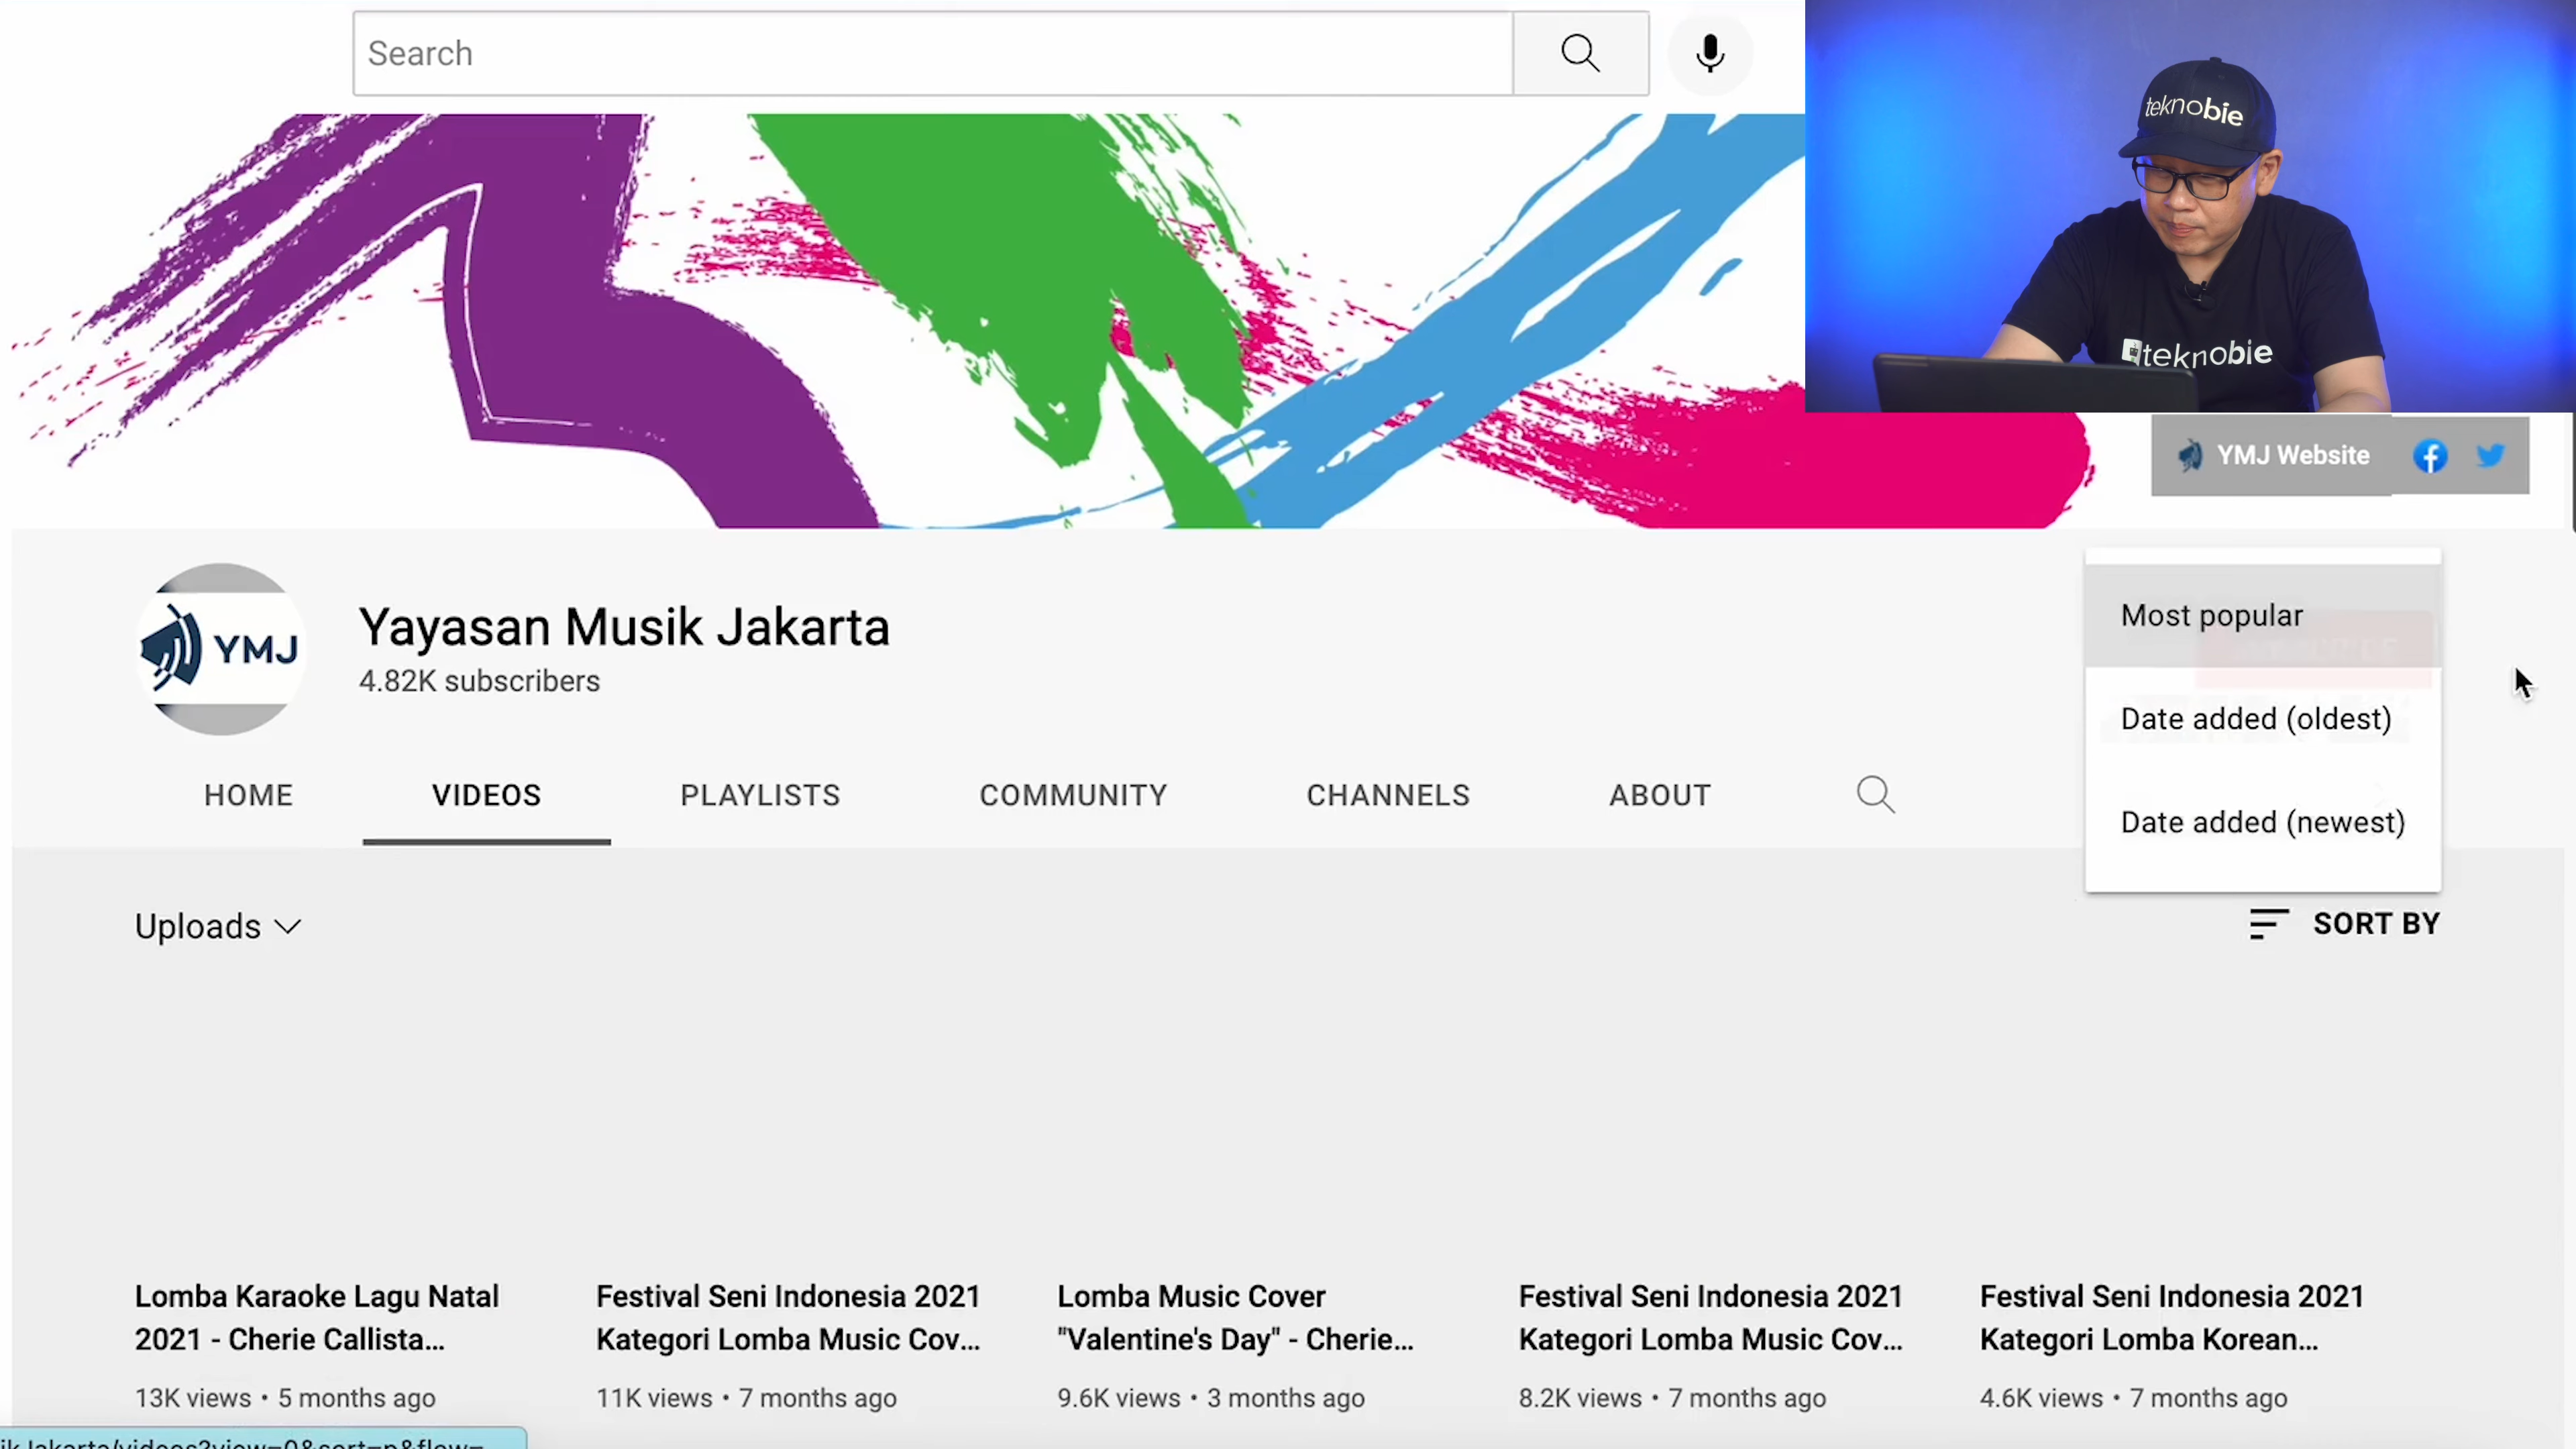 Search
teknobie
teknobie
YMJ Website
YMJ
Yayasan Musik Jakarta
4.82K subscribers
Most popular
Date added (oldest)
Date added (newest)
HOME
VIDEOS
PLAYLISTS
COMMUNITY
CHANNELS
ABOUT
Uploads
SORT BY
Lomba Karaoke Lagu Natal
2021 - Cherie Callista...
13K views • 5 months ago
Festival Seni Indonesia 2021
Kategori Lomba Music Cov...
11K views • 7 months ago
Lomba Music Cover
"Valentine's Day" - Cherie...
9.6K views • 3 months ago
Festival Seni Indonesia 2021
Kategori Lomba Music Cov...
8.2K views • 7 months ago
Festival Seni Indonesia 2021
Kategori Lomba Korean...
4.6K views • 7 months ago